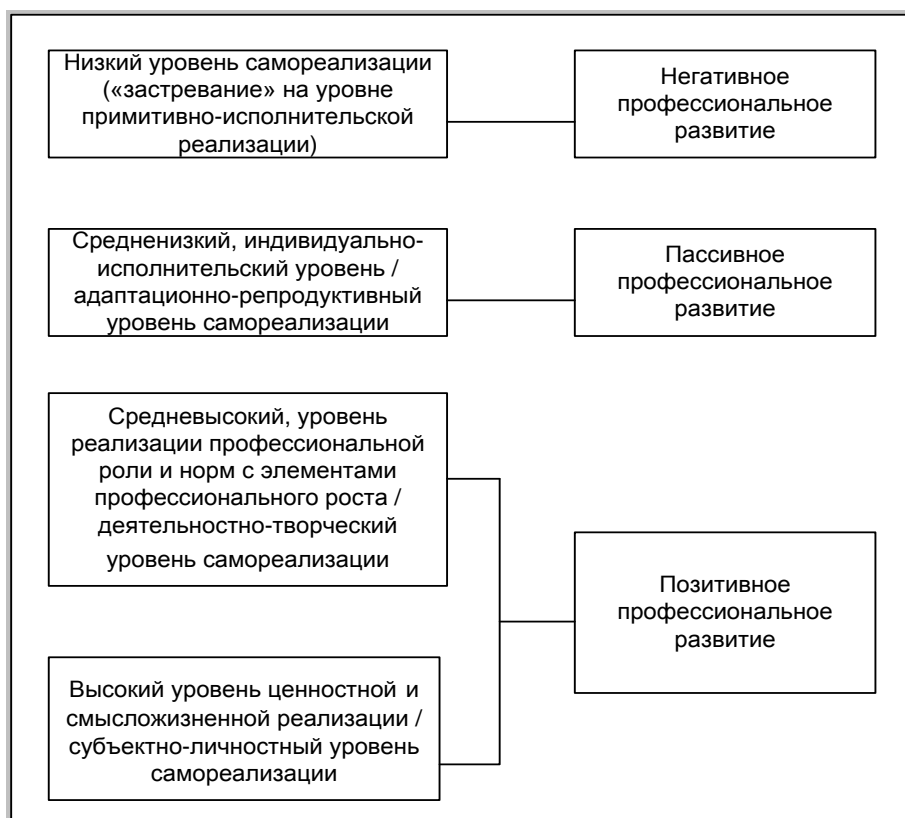 Низкий уровень самореализации
(«застревание» на уровне
примитивно-исполнительской
реализации)
Негативное
профессиональное
развитие
Средненизкий, индивидуально-
исполнительский уровень /
адаптационно-репродуктивный
уровень самореализации
Пассивное
профессиональное
развитие
Средневысокий, уровень
реализации профессиональной
роли и норм с элементами
профессионального роста /
деятельностно-творческий
уровень самореализации
Позитивное
профессиональное
развитие
Высокий уровень ценностной и
смысложизненной реализации /
субъектно-личностный уровень
самореализации